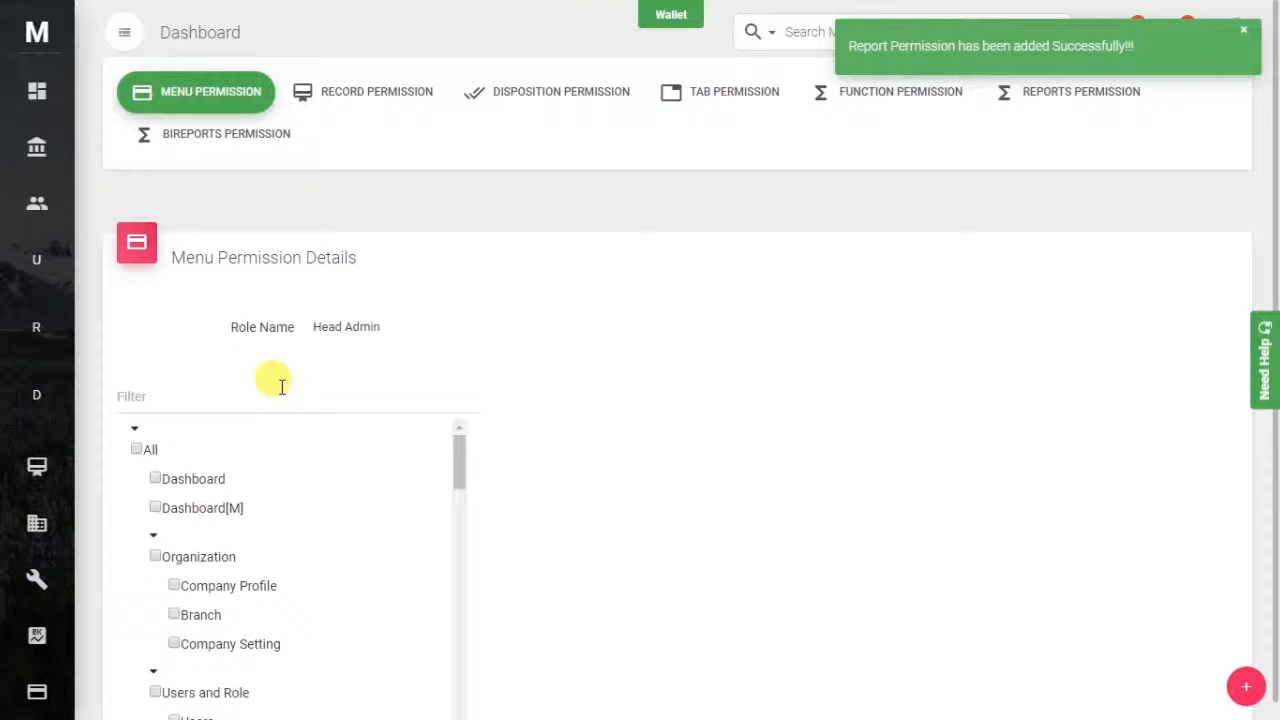 M
Dashboard
Wallet
Search M
Report Permission has been added Successfully!!!
×
MENU PERMISSION
RECORD PERMISSION
DISPOSITION PERMISSION
TAB PERMISSION
FUNCTION PERMISSION
REPORTS PERMISSION
BIREPORTS PERMISSION
U
R
D
Menu Permission Details
Role Name Head Admin
Need Help
Filter
All
Dashboard
Dashboard[M]
Organization
Company Profile
Branch
Company Setting
Users and Role
Users